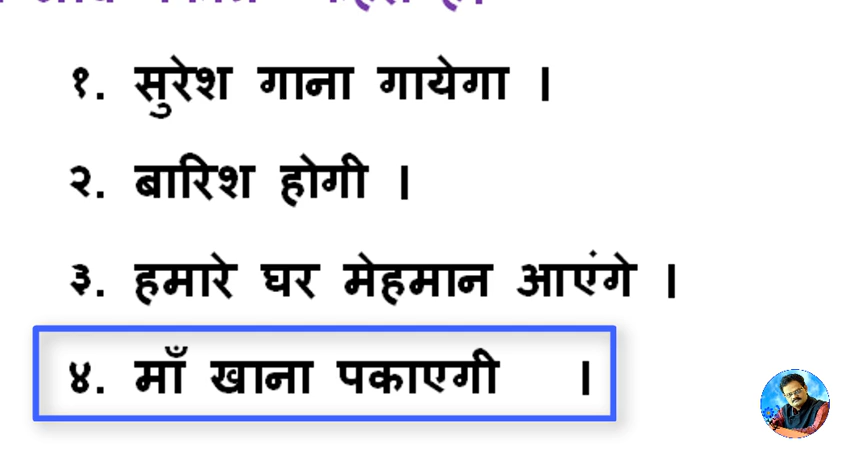 १. सुरेश गाना गायेगा ।
२. बारिश होगी ।
३. हमारे घर मेहमान आएंगे ।
४. माँ खाना पकाएगी ।